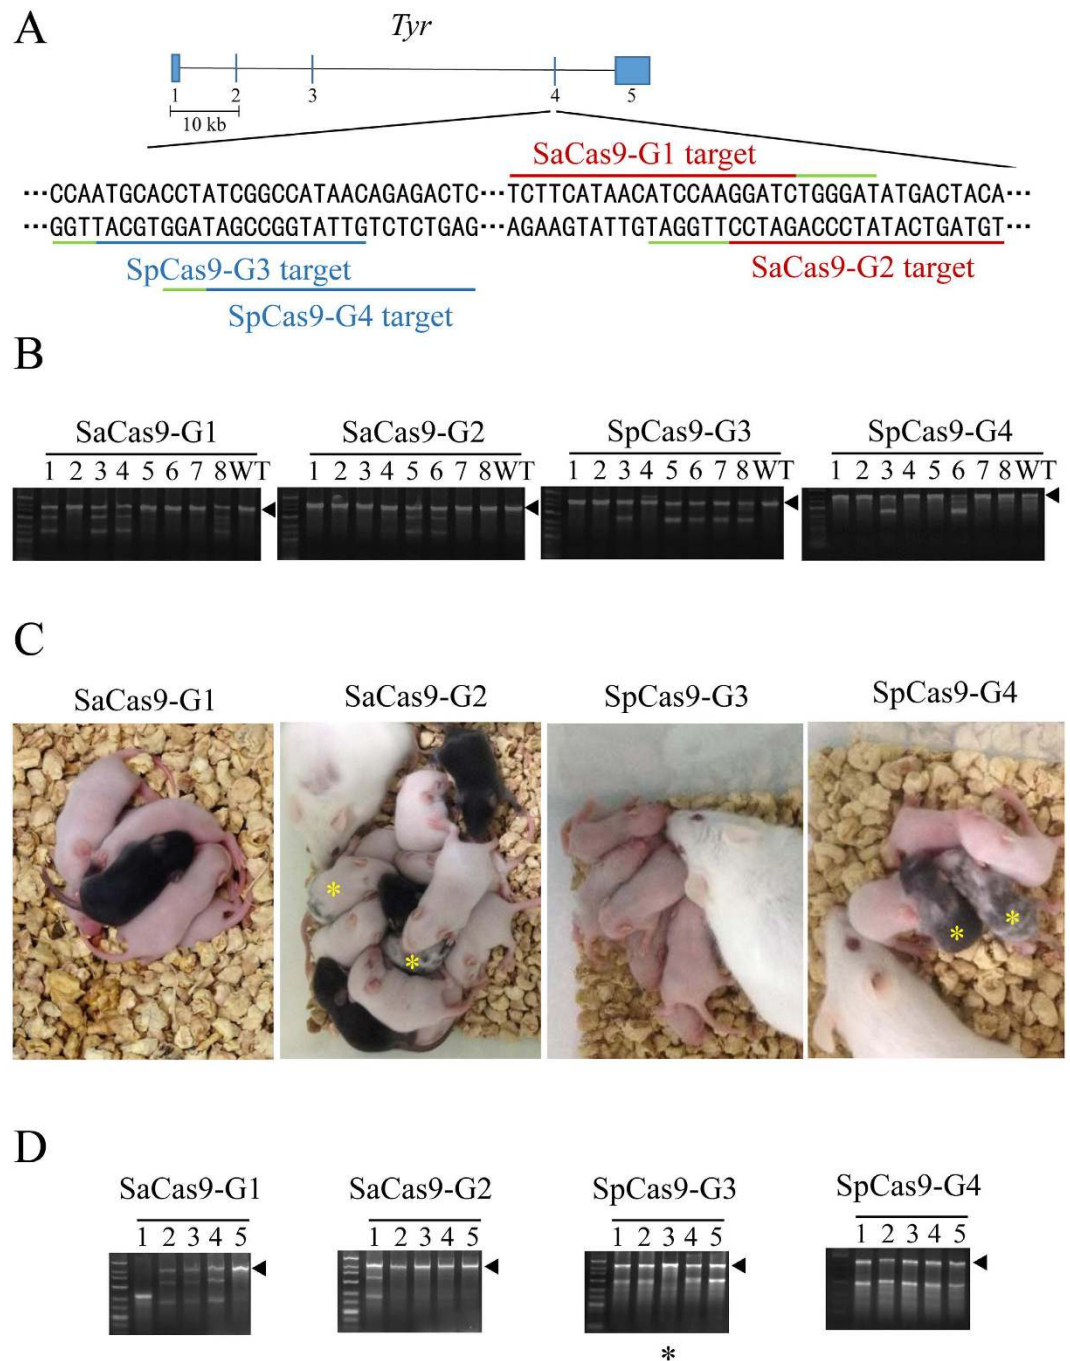 A
Tyr
1 2 3 4 5
10 kb
SaCas9-G1 target
···CCAATGCACCTATCGGCCATAACAGAGACTC···TCTTCATAACATCCAAGGATCTGGGATATGACTACA···
···GGTTACGTGGATAGCCGGTATTGTCTCTGAG···AGAAGTATTGTAGGTTCCTAGACCCTATACTGATGT···
SpCas9-G3 target SaCas9-G2 target
SpCas9-G4 target
B
SaCas9-G1 SaCas9-G2 SpCas9-G3 SpCas9-G4
1 2 3 4 5 6 7 8 WT 1 2 3 4 5 6 7 8 WT 1 2 3 4 5 6 7 8 WT 1 2 3 4 5 6 7 8 WT
C
SaCas9-G1 SaCas9-G2 SpCas9-G3 SpCas9-G4
* * * *
D
SaCas9-G1 SaCas9-G2 SpCas9-G3 SpCas9-G4
1 2 3 4 5 1 2 3 4 5 1 2 3 4 5 1 2 3 4 5
*